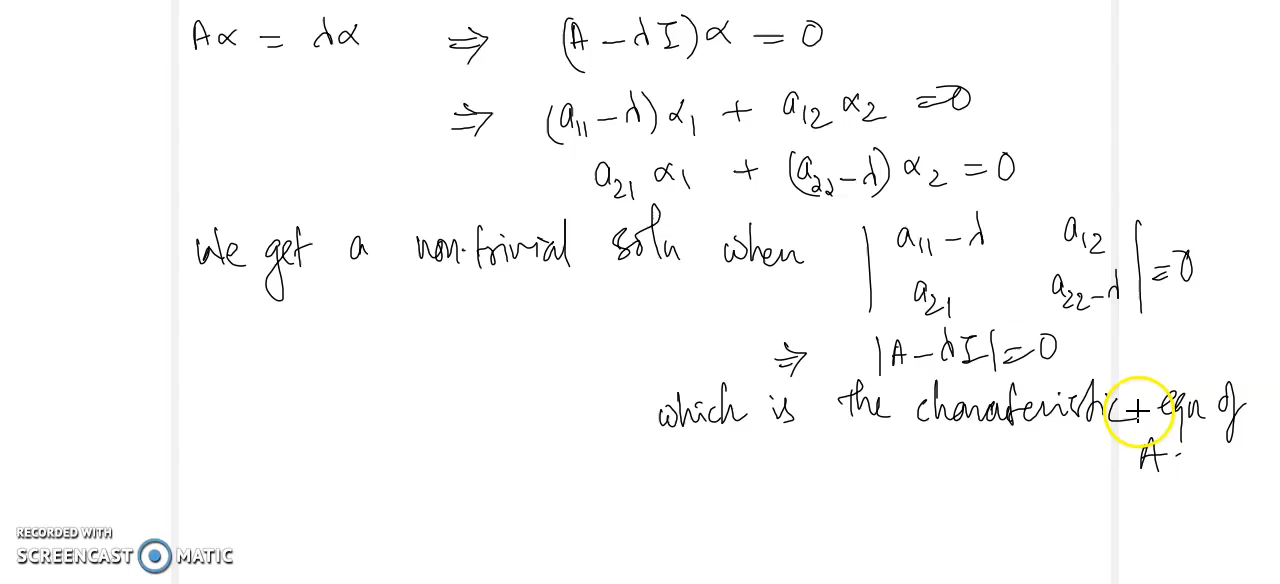 Aα = λα ⇒ (A – λI)α = 0
⇒ (a₁₁ – λ)α₁ + a₁₂ α₂ = 0
a₂₁ α₁ + (a₂₂ – λ) α₂ = 0
We get a non-trivial soln when | a₁₁ – λ a₁₂ | = 0
a₂₁ a₂₂ – λ
⇒ |A – λI| = 0
which is the characteristic eqn of
A.
RECORDED WITH
SCREENCAST MATIC